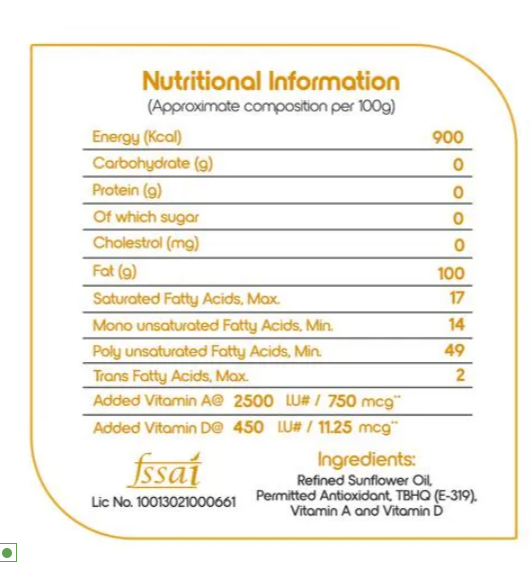 Nutritional Information
(Approximate composition per 100g)
Energy (Kcal) 900
Carbohydrate (g) 0
Protein (g) 0
Of which sugar 0
Cholestrol (mg) 0
Fat (g) 100
Saturated Fatty Acids, Max. 17
Mono unsaturated Fatty Acids, Min. 14
Poly unsaturated Fatty Acids, Min. 49
Trans Fatty Acids, Max. 2
Added Vitamin A@ 2500 I.U# / 750 mcg**
Added Vitamin D@ 450 I.U# / 11.25 mcg**
fssai
Lic No. 10013021000661
Ingredients:
Refined Sunflower Oil,
Permitted Antioxidant, TBHQ (E-319),
Vitamin A and Vitamin D